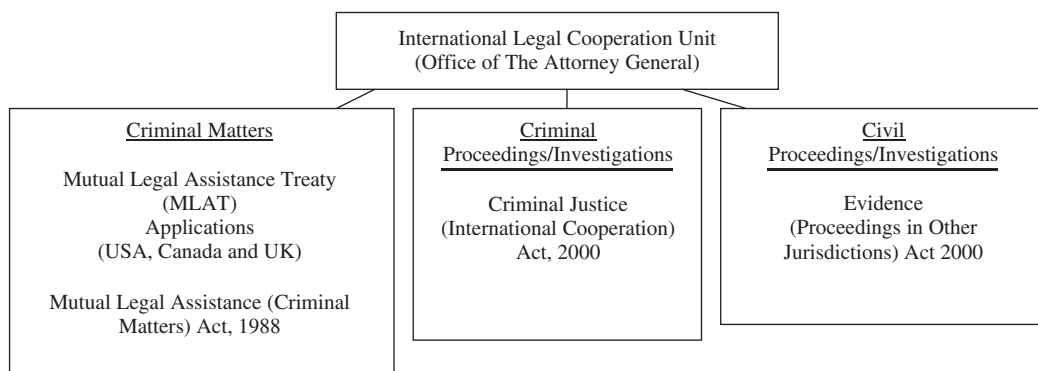 International Legal Cooperation Unit
(Office of The Attorney General)
Criminal Matters
Mutual Legal Assistance Treaty
(MLAT)
Applications
(USA, Canada and UK)
Mutual Legal Assistance (Criminal
Matters) Act, 1988
Criminal
Proceedings/Investigations
Criminal Justice
(International Cooperation)
Act, 2000
Civil
Proceedings/Investigations
Evidence
(Proceedings in Other
Jurisdictions) Act 2000